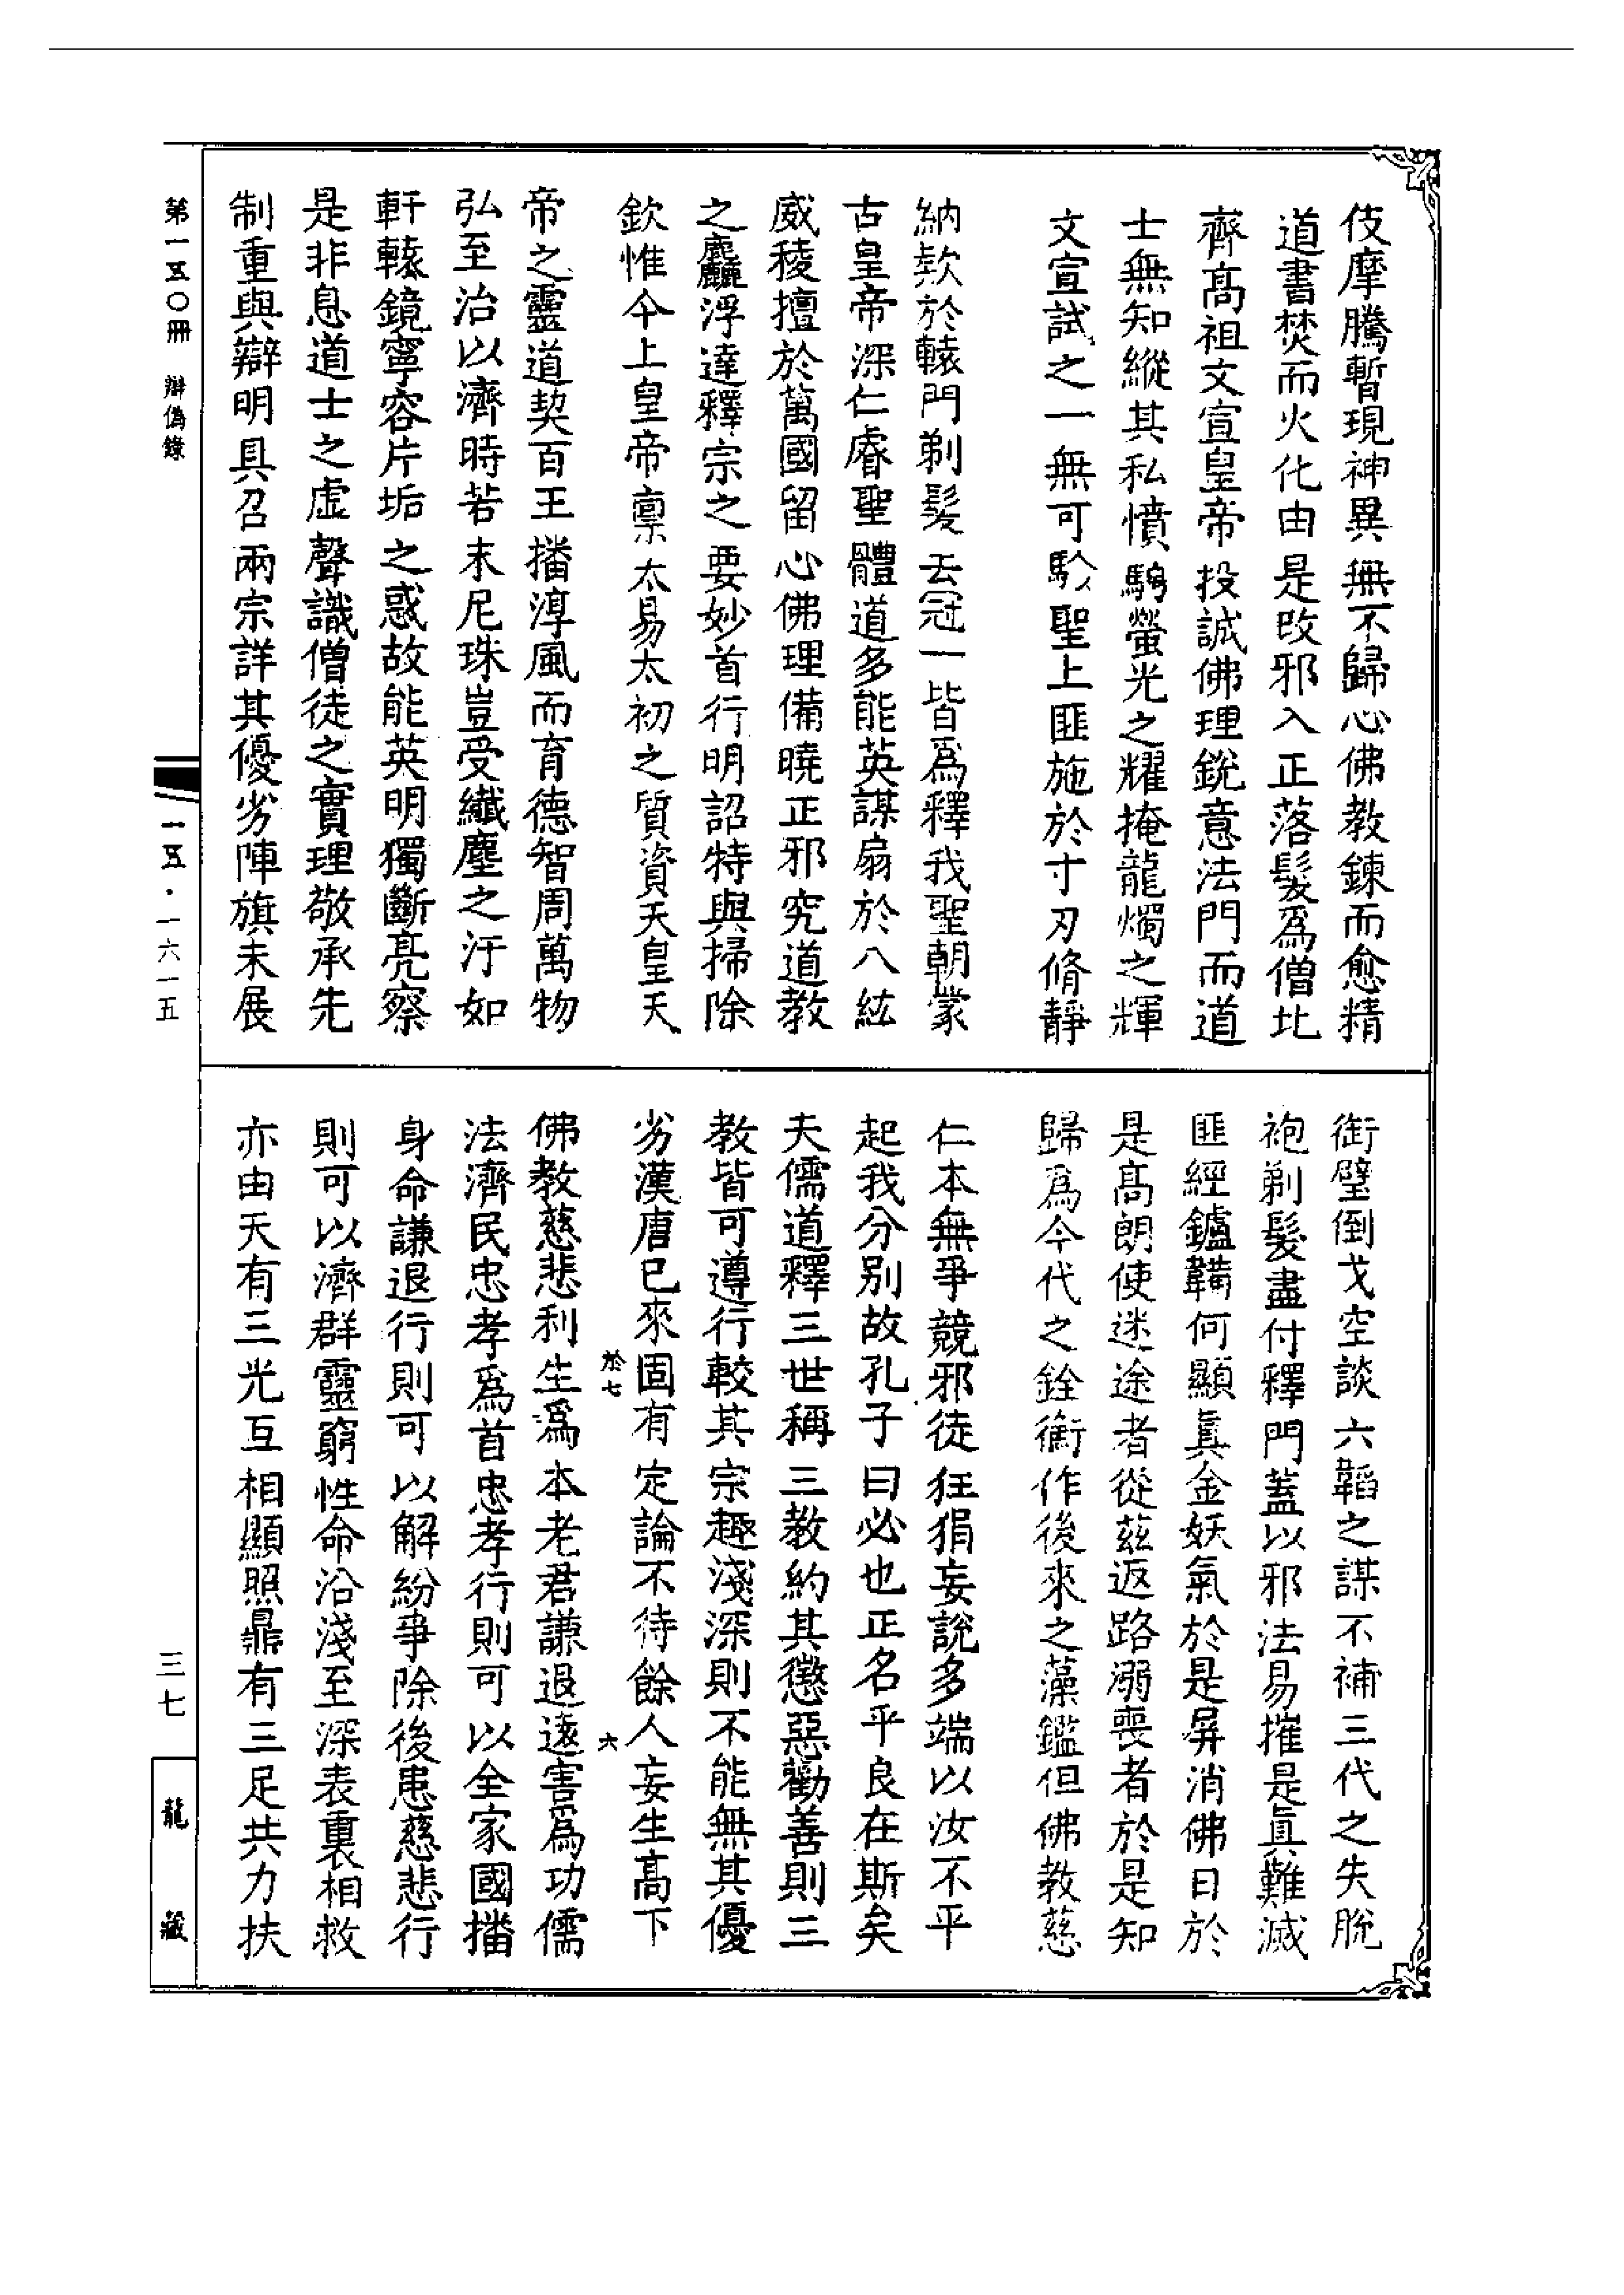 伎摩騰暫現神異無不歸心佛教鍊而愈精
道書焚而火化由是改邪入正落髮爲僧北
齊高祖文宣皇帝投誠佛理銳意法門而道
士無知縱其私憤騁螢光之耀掩龍燭之輝
文宣試之一無可驗聖上匪施於寸刃脩靜
納欵於轅門剃髮去冠一皆爲釋我聖朝蒙
古皇帝深仁睿聖體道多能英謀扇於八紘
威稜擅於萬國留心佛理備曉正邪究道教
之麤浮達釋宗之要妙首行明詔特與掃除
欽惟今上皇帝禀太易太初之質資天皇天
帝之靈道契百王播淳風而育德智周萬物
弘至治以濟時若末尼珠豈受纖塵之汙如
軒轅鏡寧容片垢之惑故能英明獨斷亮察
是非息道士之虛聲識僧徒之實理敬承先
制重與辯明具召兩宗詳其優劣陣旗未展
銜璧倒戈空談六韜之謀不補三代之失脫
袍剃髮盡付釋門蓋以邪法易摧是眞難滅
匪經鑪鞴何顯眞金妖氣於是屏消佛日於
是高朗使迷途者從茲返路溺喪者於是知
歸爲今代之銓衡作後來之藻鑑但佛教慈
仁本無爭競邪徒狂狷妄說多端以汝不平
起我分別故孔子曰必也正名乎良在斯矣
夫儒道釋三世稱三教約其懲惡勸善則三
教皆可遵行較其宗趣淺深則不能無其優
劣漢唐已來固有定論不待餘人妄生高下
於七
六
佛教慈悲利生爲本老君謙退遠害爲功儒
法濟民忠孝爲首忠孝行則可以全家國播
身命謙退行則可以解紛爭除後患慈悲行
則可以濟群靈窮性命沿淺至深表裏相救
亦由天有三光互相顯照鼎有三足共力扶
第一五〇冊 辯僞錄
一五·一六一五
三七
龍藏